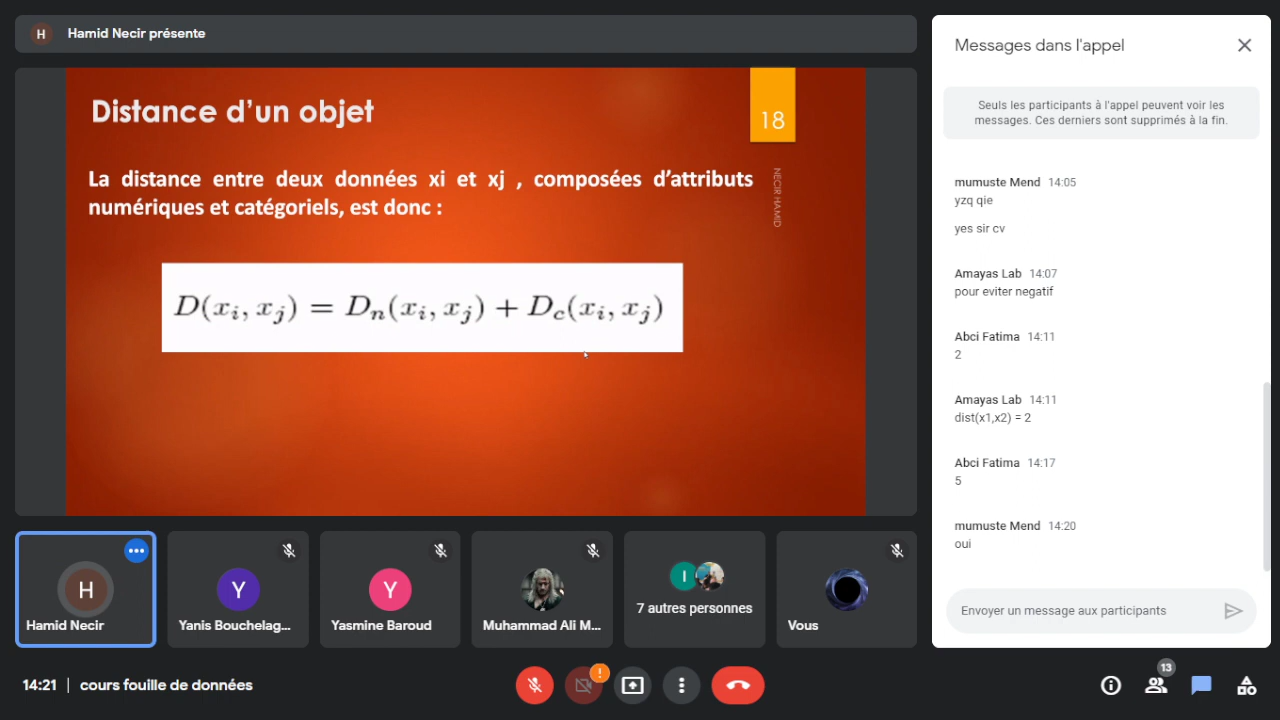 H Hamid Necir présente
Distance d’un objet
18
La distance entre deux données xi et xj , composées d’attributs
numériques et catégoriels, est donc :
NECIR HAMID
D(xᵢ, xⱼ) = Dₙ(xᵢ, xⱼ) + D_c(xᵢ, xⱼ)
H
Hamid Necir
Y
Yanis Bouchelag...
Y
Yasmine Baroud
Muhammad Ali M...
I
7 autres personnes
Vous
14:21 | cours fouille de données
!
13
Messages dans l'appel
Seuls les participants à l'appel peuvent voir les
messages. Ces derniers sont supprimés à la fin.
mumuste Mend 14:05
yzq qie
yes sir cv
Amayas Lab 14:07
pour eviter negatif
Abci Fatima 14:11
2
Amayas Lab 14:11
dist(x1,x2) = 2
Abci Fatima 14:17
5
mumuste Mend 14:20
oui
Envoyer un message aux participants